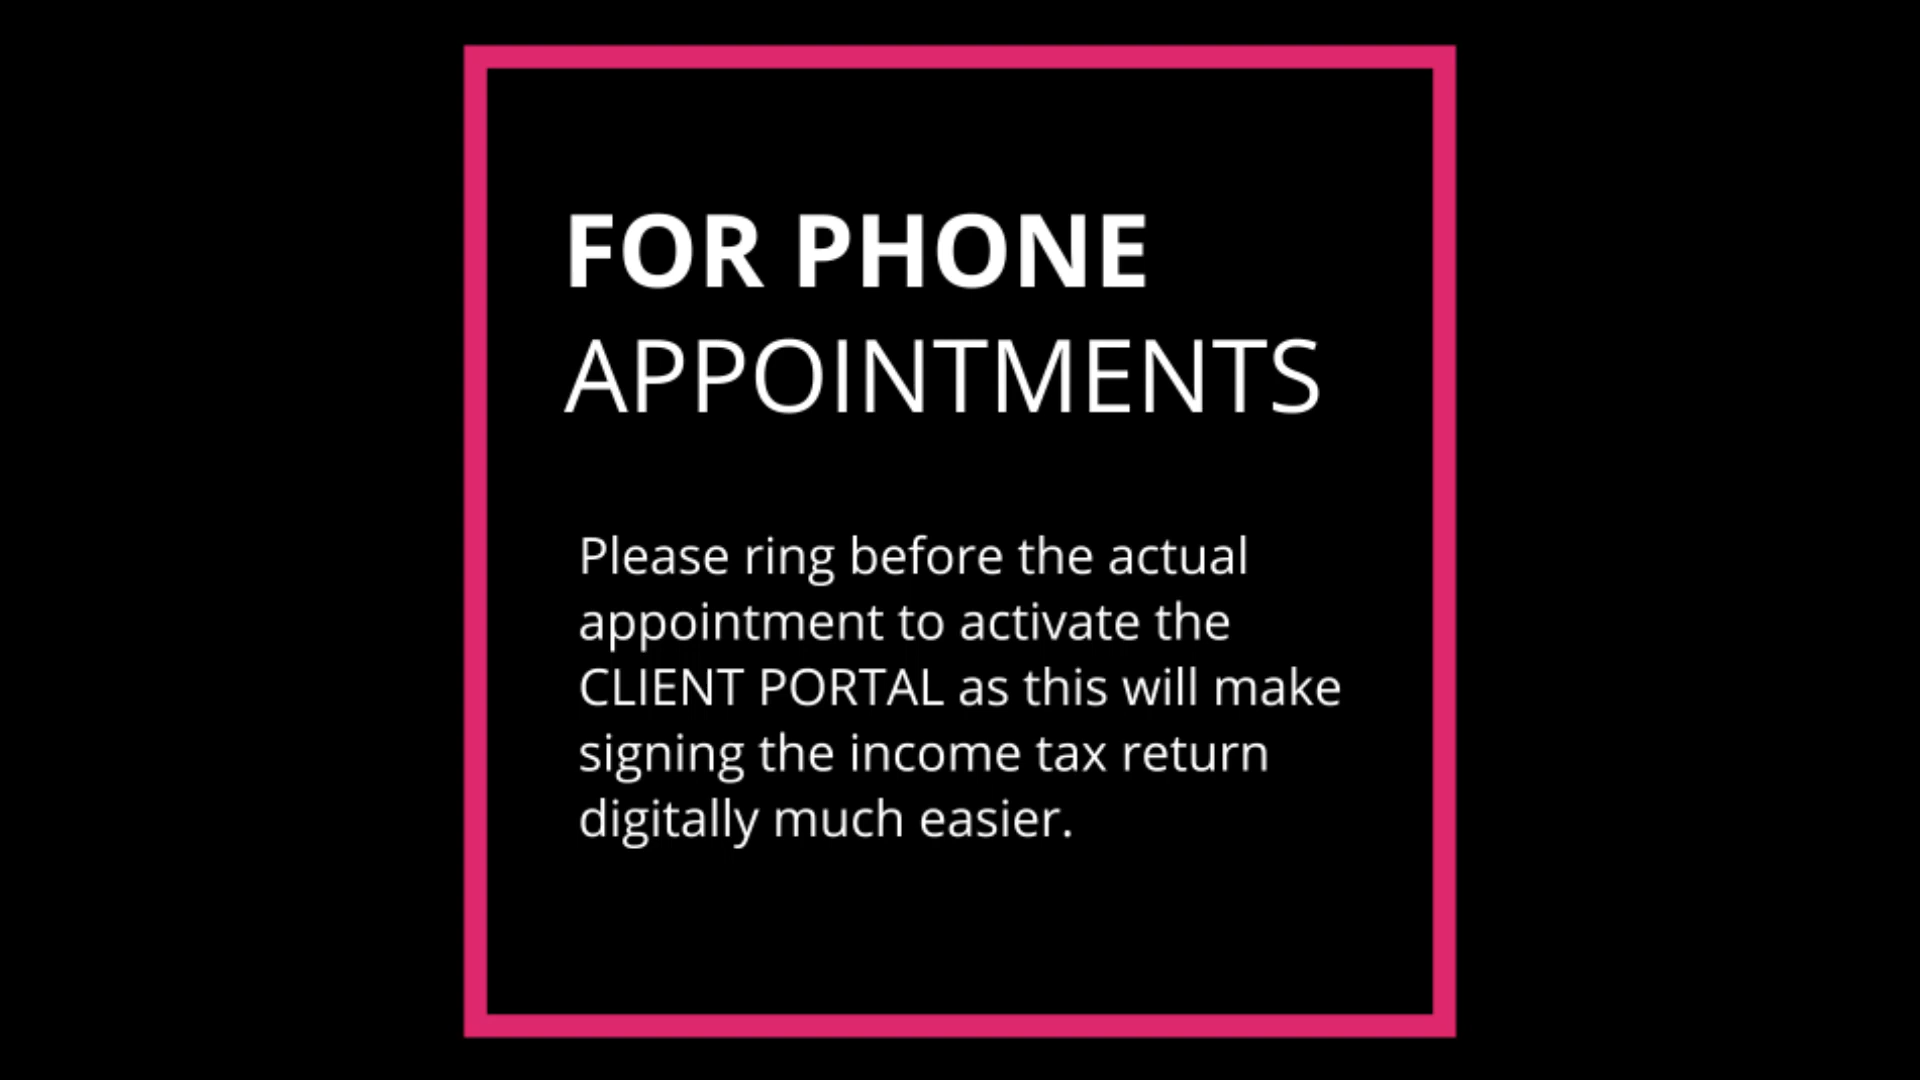 FOR PHONE
APPOINTMENTS
Please ring before the actual
appointment to activate the
CLIENT PORTAL as this will make
signing the income tax return
digitally much easier.